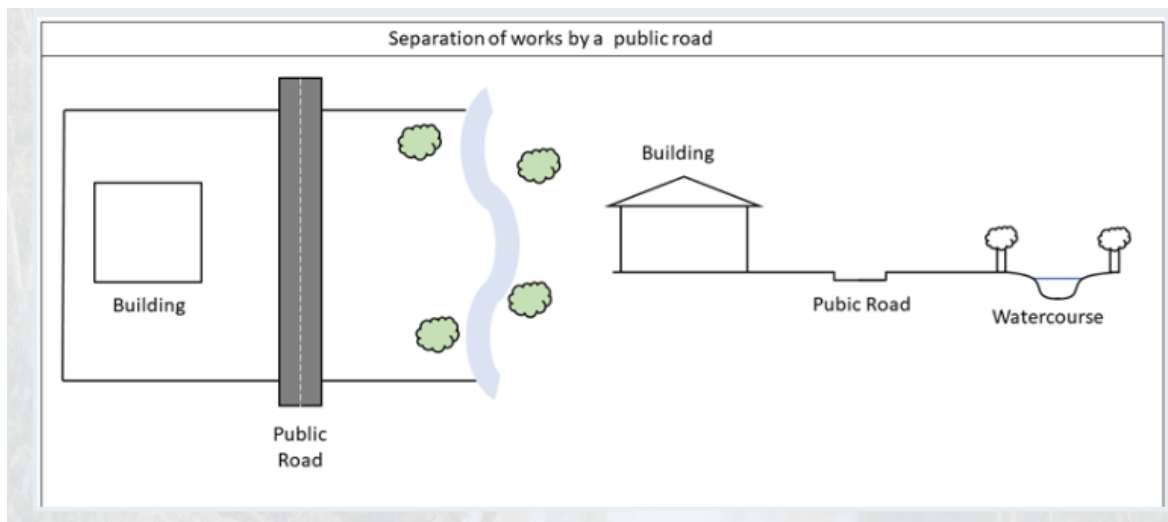 Separation of works by a public road
Building
Public
Road
Building
Pubic Road
Watercourse